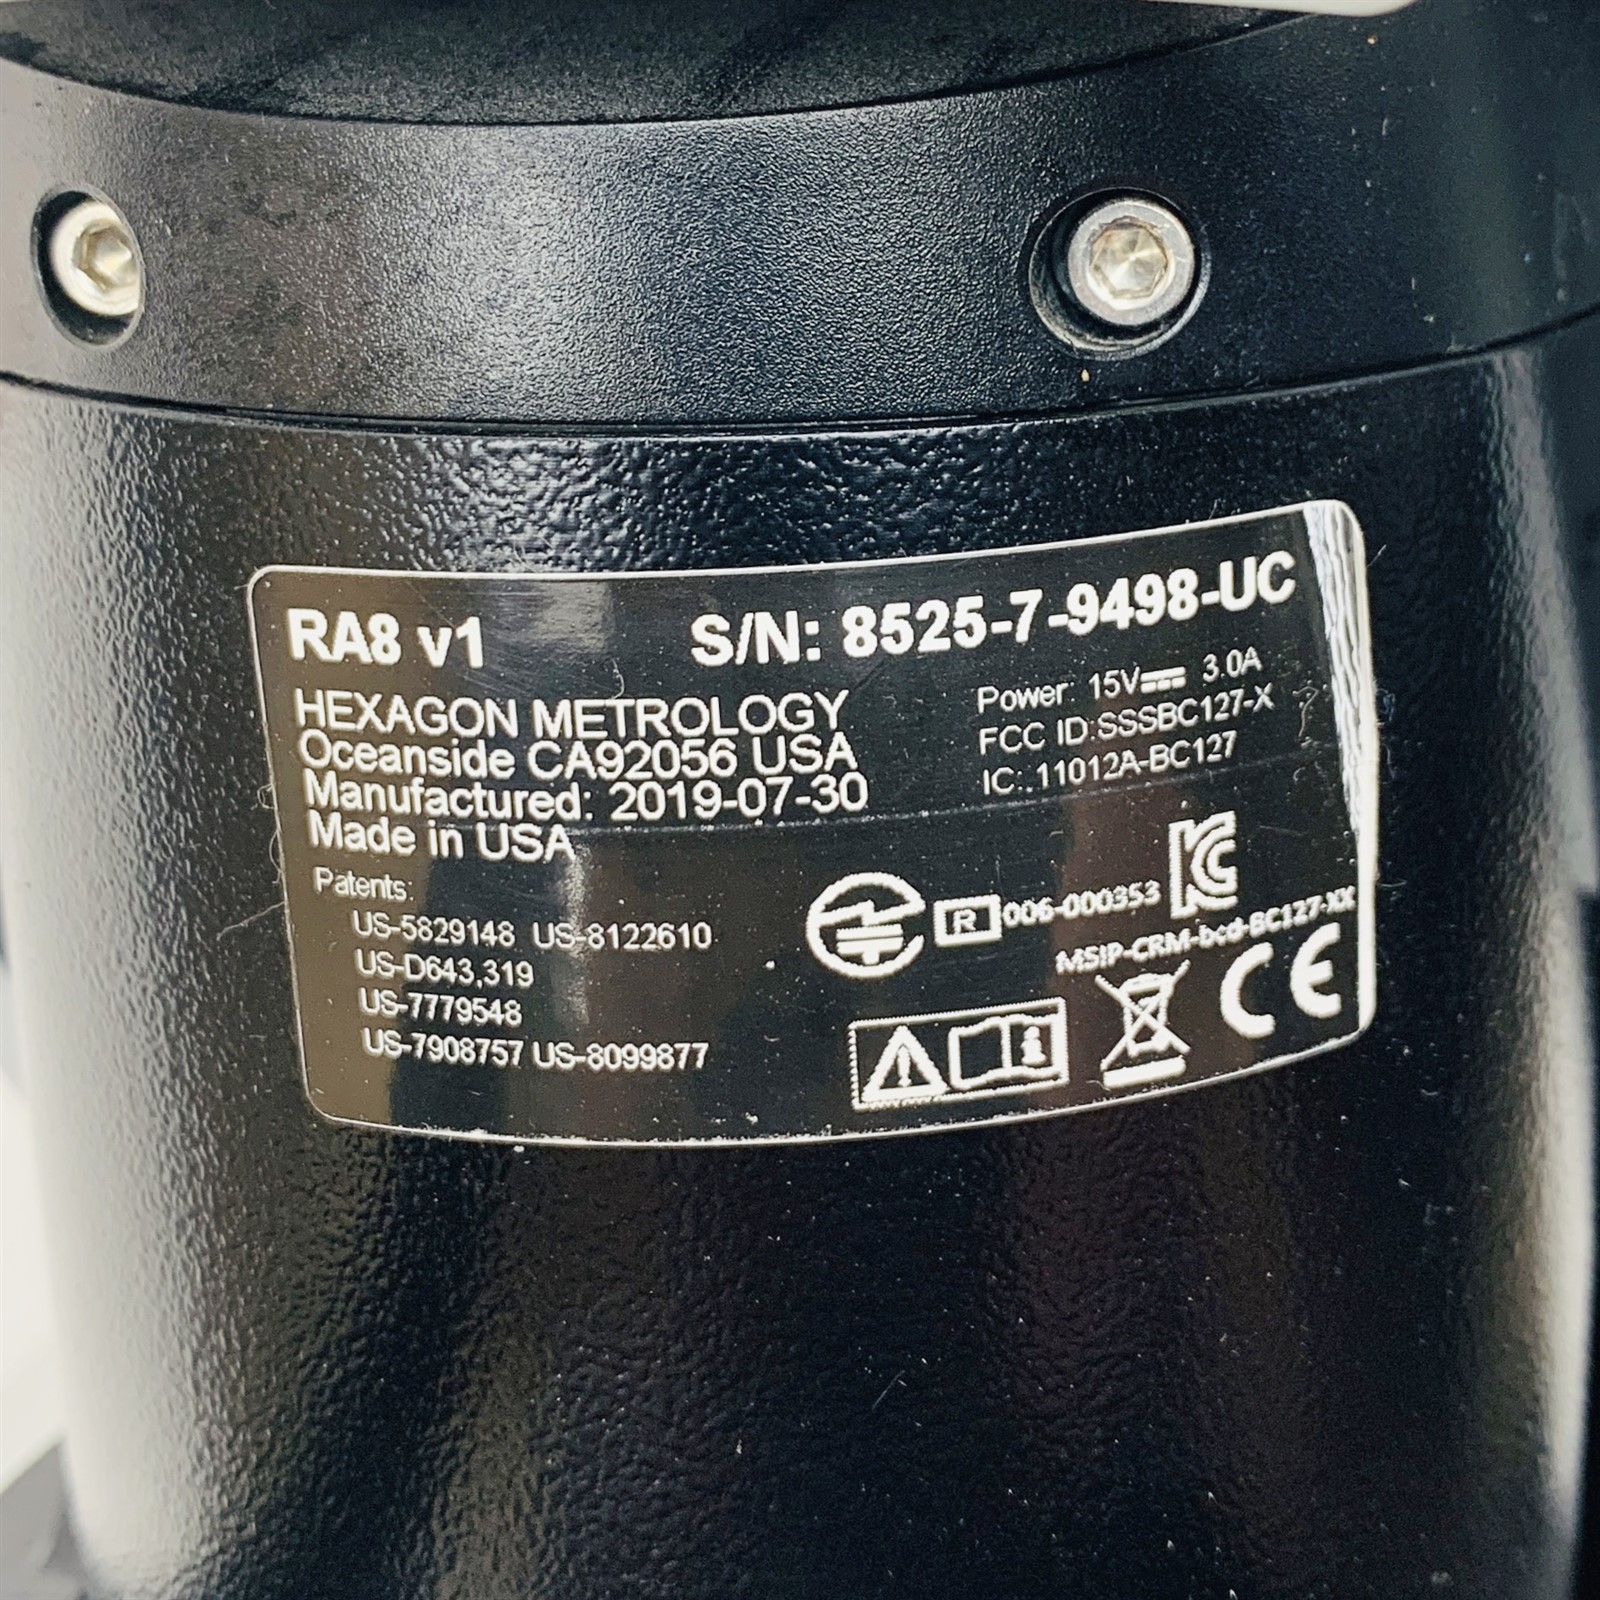 RA8 v1
S/N: 8525-7-9498-UC
HEXAGON METROLOGY
Oceanside CA92056 USA
Manufactured: 2019-07-30
Made in USA
Power: 15V 3.0A
FCC ID:SSSBC127-X
IC:.11012A-BC127
Patents:
US-5829148 US-8122610
US-D643,319
US-7779548
US-7908757 US-8099877
R 006-000353
KC
MSIP-CRM-bcd-BC127-XX
CE
i